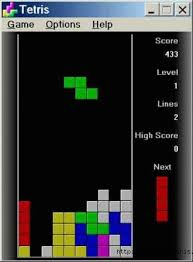 Tetris
Game Options Help
Score
433
Level
1
Lines
2
High Score
0
Next